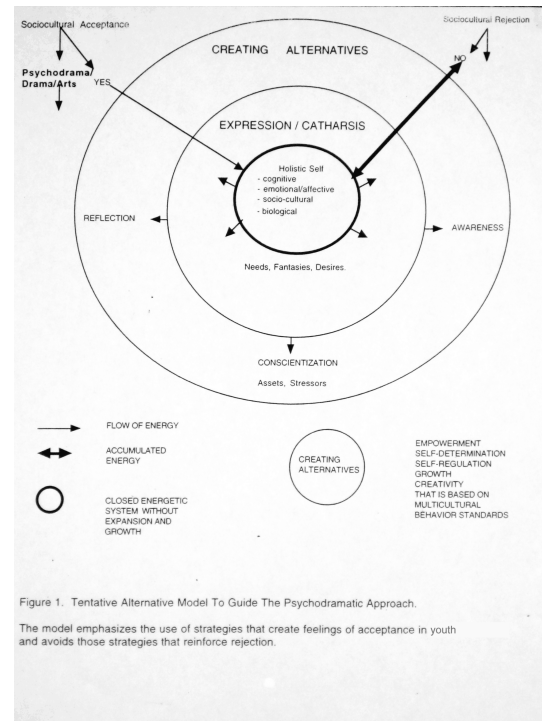 Sociocultural Acceptance
Sociocultural Rejection
Psychodrama/
Drama/Arts
YES
NO
CREATING ALTERNATIVES
EXPRESSION / CATHARSIS
Holistic Self
- cognitive
- emotional/affective
- socio-cultural
- biological
REFLECTION
AWARENESS
Needs, Fantasies, Desires.
CONSCIENTIZATION
Assets, Stressors
FLOW OF ENERGY
ACCUMULATED
ENERGY
CLOSED ENERGETIC
SYSTEM WITHOUT
EXPANSION AND
GROWTH
CREATING
ALTERNATIVES
EMPOWERMENT
SELF-DETERMINATION
SELF-REGULATION
GROWTH
CREATIVITY
THAT IS BASED ON
MULTICULTURAL
BEHAVIOR STANDARDS
Figure 1. Tentative Alternative Model To Guide The Psychodramatic Approach.
The model emphasizes the use of strategies that create feelings of acceptance in youth
and avoids those strategies that reinforce rejection.